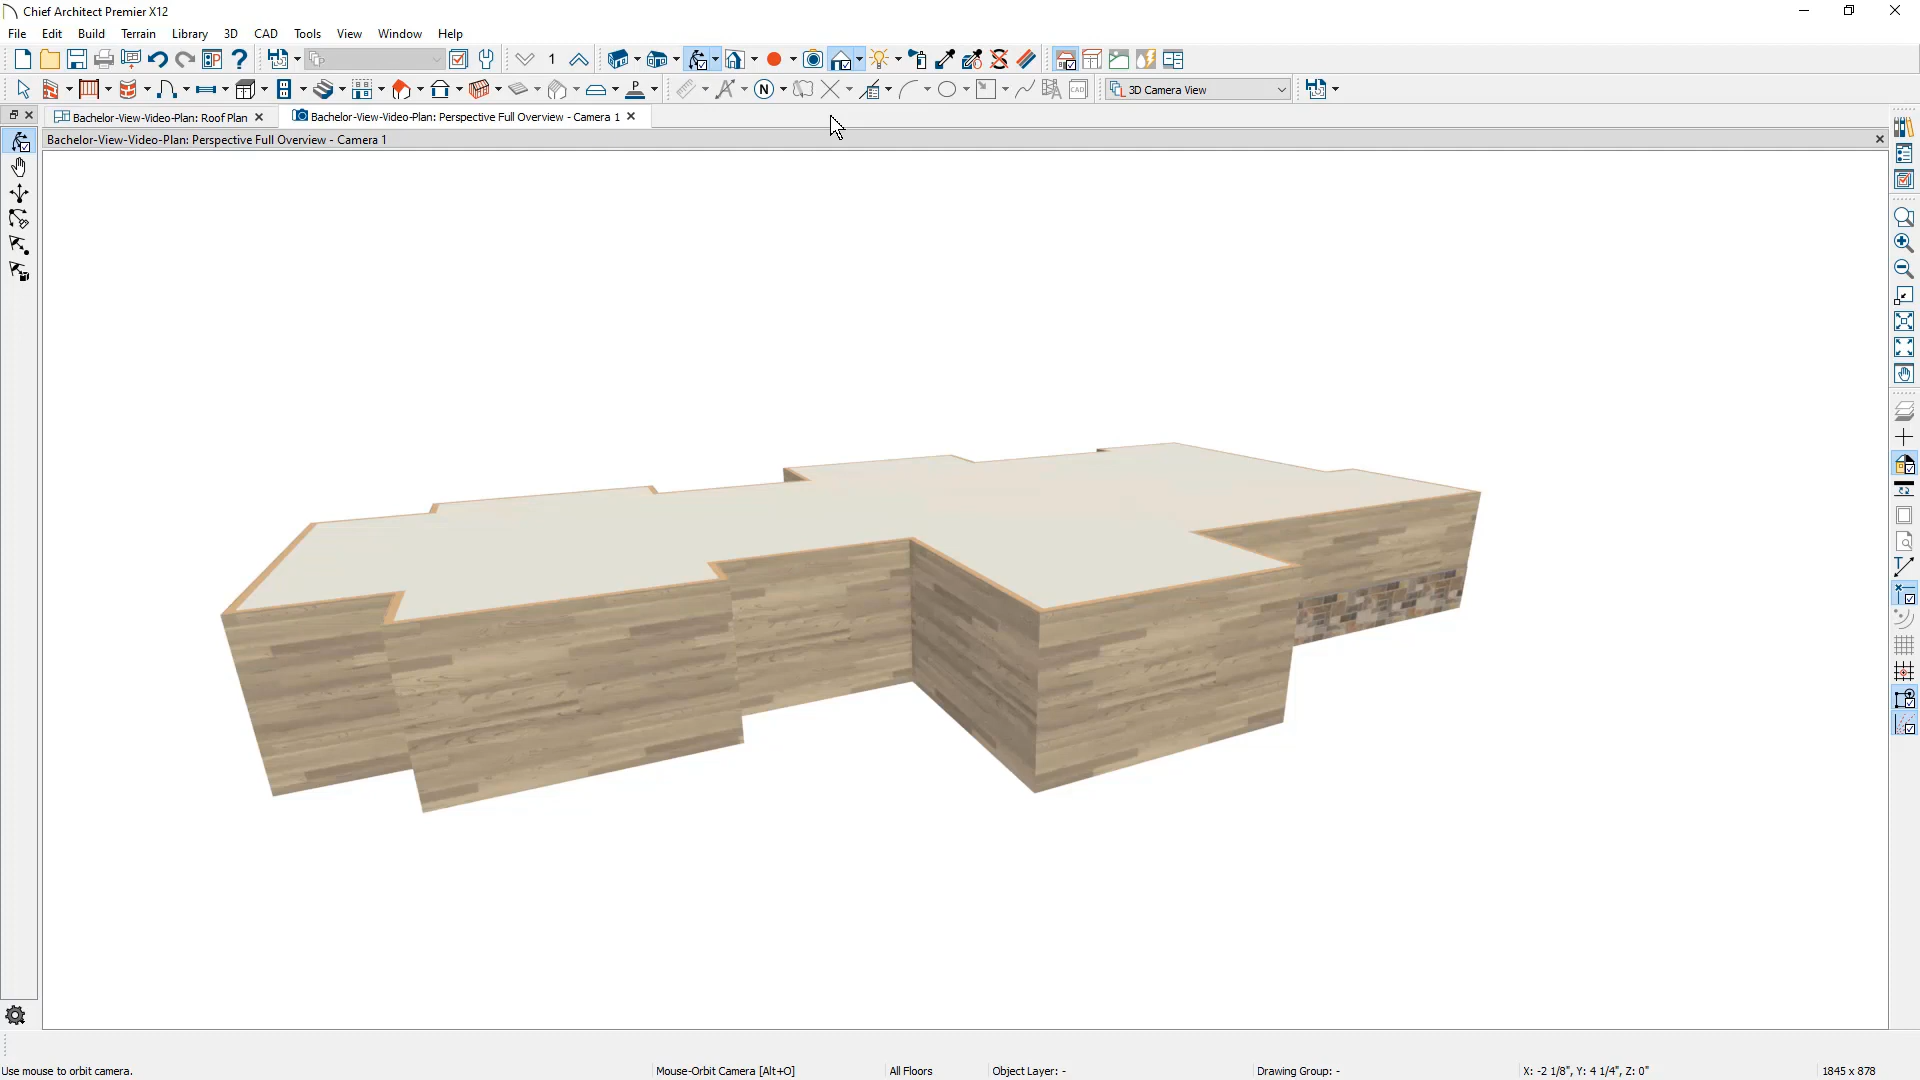 Chief Architect Premier X12
File Edit Build Terrain Library 3D CAD Tools View Window Help
1
N P CAD 3D Camera View
Bachelor-View-Video-Plan: Roof Plan Bachelor-View-Video-Plan: Perspective Full Overview - Camera 1
Bachelor-View-Video-Plan: Perspective Full Overview - Camera 1
Use mouse to orbit camera. Mouse-Orbit Camera [Alt+O] All Floors Object Layer: - Drawing Group: - X: -2 1/8", Y: 4 1/4", Z: 0" 1845 x 878